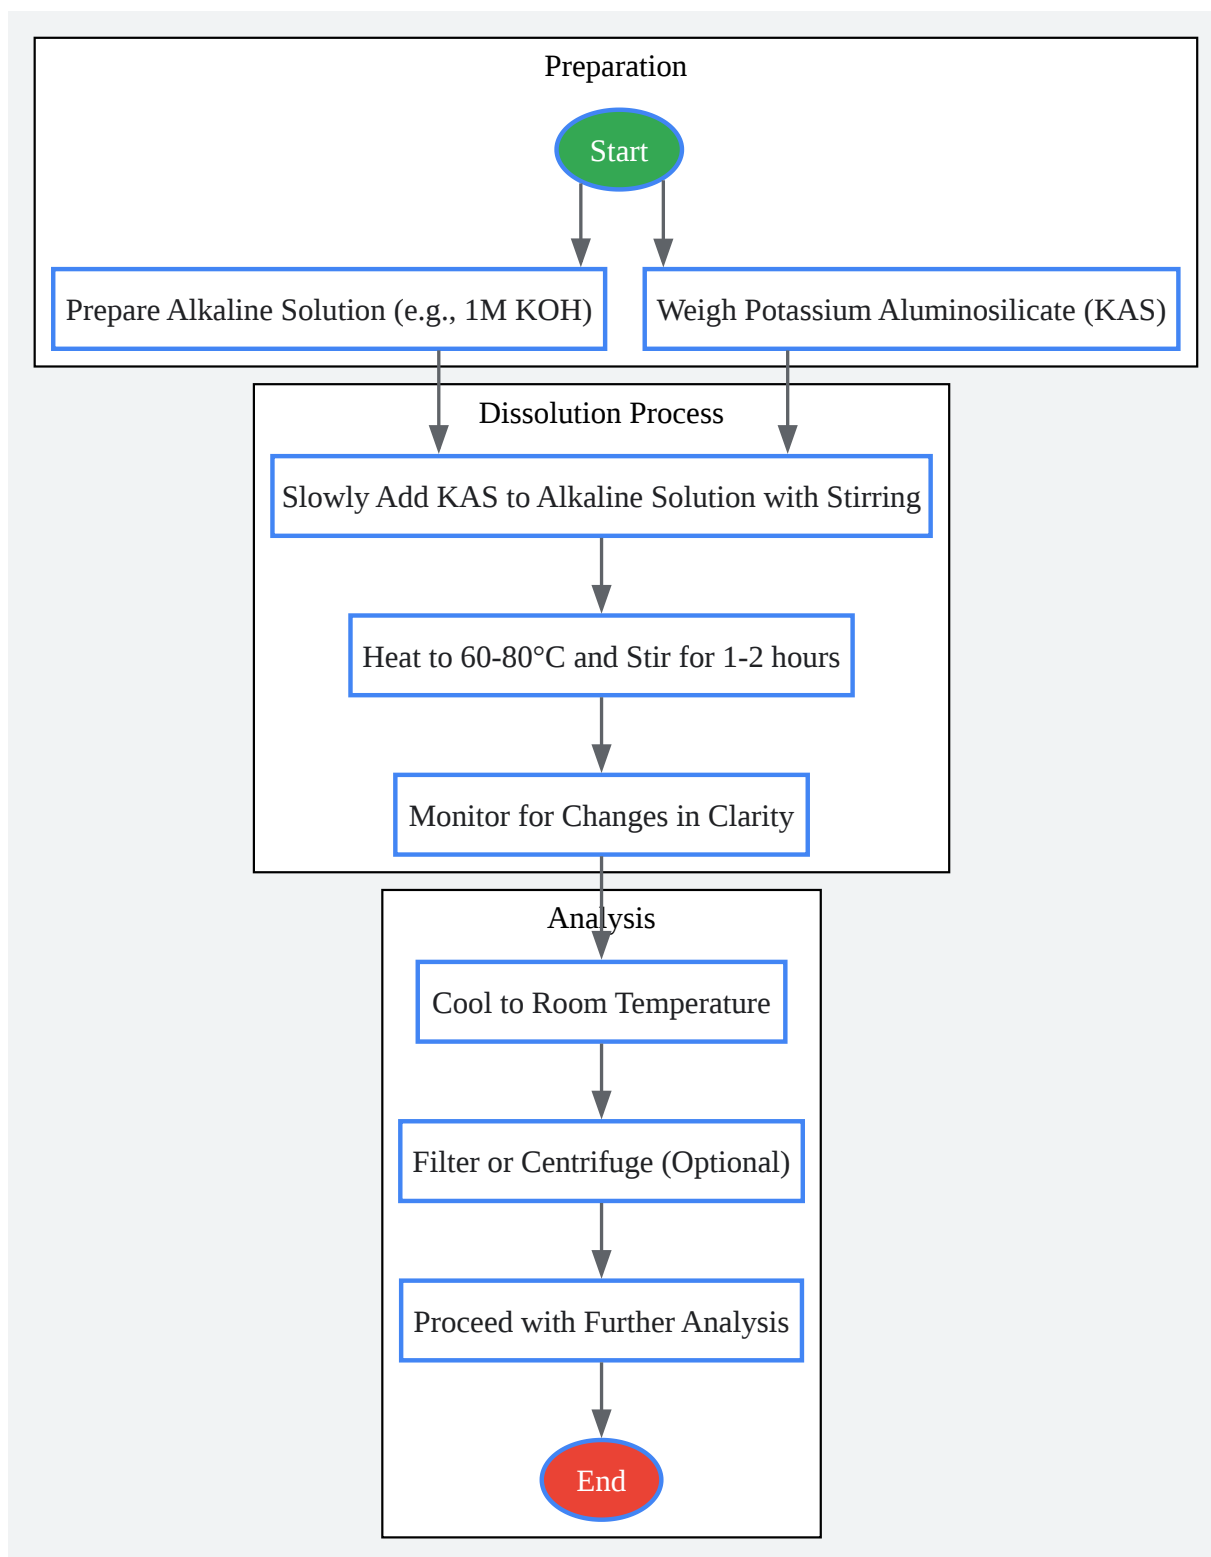 Preparation
Start
Prepare Alkaline Solution (e.g., 1M KOH)
Weigh Potassium Aluminosilicate (KAS)
Dissolution Process
Slowly Add KAS to Alkaline Solution with Stirring
Heat to 60-80°C and Stir for 1-2 hours
Monitor for Changes in Clarity
Analysis
Cool to Room Temperature
Filter or Centrifuge (Optional)
Proceed with Further Analysis
End